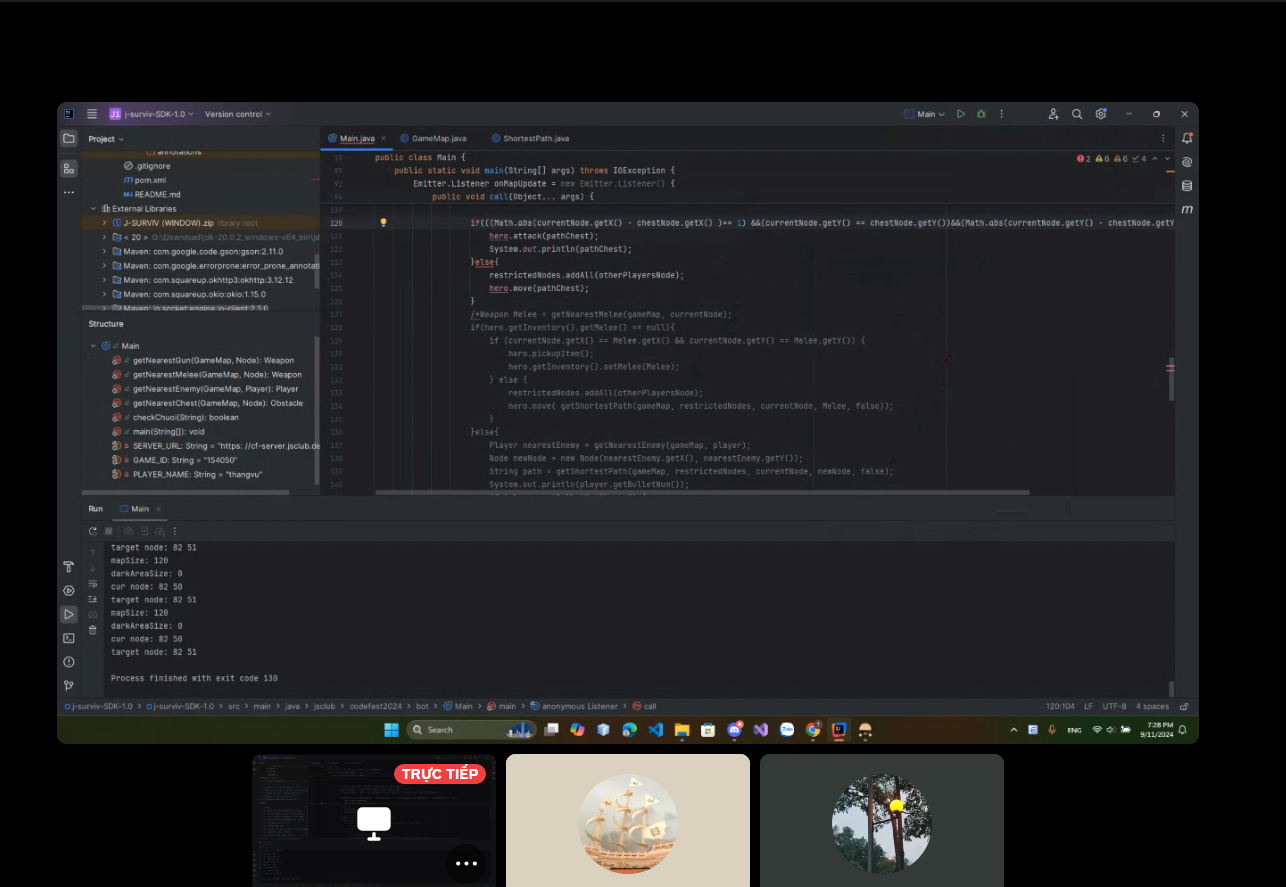 J1 j-surviv-SDK-1.0 Version control Main
Project
annotations
.gitignore
pom.xml
README.md
External Libraries
J-SURVIV (WINDOW).zip library root
< 20 > G:\Download\jdk-20.0.2_windows-x64_bin\jd
Maven: com.google.code.gson:gson:2.11.0
Maven: com.google.errorprone:error_prone_annotati
Maven: com.squareup.okhttp3:okhttp:3.12.12
Maven: com.squareup.okio:okio:1.15.0
Maven: io.socket:engine.io-client:2.1.0
Structure
Main
getNearestGun(GameMap, Node): Weapon
getNearestMelee(GameMap, Node): Weapon
getNearestEnemy(GameMap, Player): Player
getNearestChest(GameMap, Node): Obstacle
checkChuoi(String): boolean
main(String[]): void
SERVER_URL: String = "https://cf-server.jsclub.de
GAME_ID: String = "154050"
PLAYER_NAME: String = "thangvu"
Main.java GameMap.java ShortestPath.java
2 6 6 4
18 public class Main {
89 public static void main(String[] args) throws IOException {
92 Emitter.Listener onMapUpdate = new Emitter.Listener() {
94 public void call(Object... args) {
119
120 if(((Math.abs(currentNode.getX() - chestNode.getX() )== 1) &&(currentNode.getY() == chestNode.getY())&&(Math.abs(currentNode.getY() - chestNode.getY
121 hero.attack(pathChest);
122 System.out.println(pathChest);
123 }else{
124 restrictedNodes.addAll(otherPlayersNode);
125 hero.move(pathChest);
126 }
127 /*Weapon Melee = getNearestMelee(gameMap, currentNode);
128 if(hero.getInventory().getMelee() == null){
129 if (currentNode.getX() == Melee.getX() && currentNode.getY() == Melee.getY()) {
130 hero.pickupItem();
131 hero.getInventory().setMelee(Melee);
132 } else {
133 restrictedNodes.addAll(otherPlayersNode);
134 hero.move( getShortestPath(gameMap, restrictedNodes, currentNode, Melee, false));
135 }
136 }else{
137 Player nearestEnemy = getNearestEnemy(gameMap, player);
138 Node newNode = new Node(nearestEnemy.getX(), nearestEnemy.getY());
139 String path = getShortestPath(gameMap, restrictedNodes, currentNode, newNode, false);
140 System.out.println(player.getBulletNum());
Run Main
target node: 82 51
mapSize: 120
darkAreaSize: 0
cur node: 82 50
target node: 82 51
mapSize: 120
darkAreaSize: 0
cur node: 82 50
target node: 82 51
Process finished with exit code 130
j-surviv-SDK-1.0 > j-surviv-SDK-1.0 > src > main > java > jsclub > codefest2024 > bot > Main > main > anonymous Listener > call
120:104 LF UTF-8 4 spaces
Search
ENG
7:28 PM
9/11/2024
TRỰC TIẾP